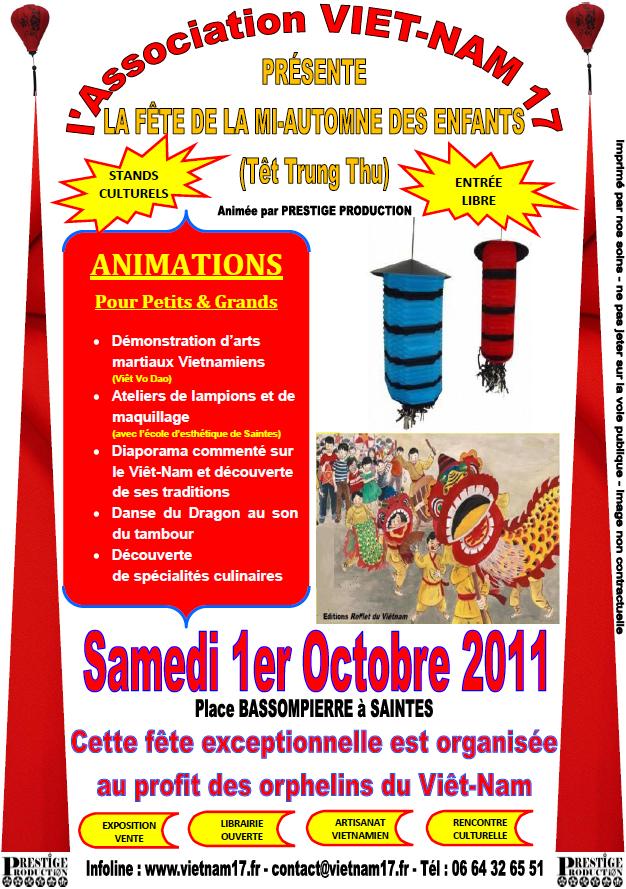 l'Association VIET-NAM 17
PRÉSENTE
LA FÊTE DE LA MI-AUTOMNE DES ENFANTS
(Têt Trung Thu)
STANDS
CULTURELS
ENTRÉE
LIBRE
Animée par PRESTIGE PRODUCTION
ANIMATIONS
Pour Petits & Grands
• Démonstration d'arts
martiaux Vietnamiens
(Viêt Vo Dao)
• Ateliers de lampions et de
maquillage
(avec l'école d'esthétique de Saintes)
• Diaporama commenté sur
le Viêt-Nam et découverte
de ses traditions
• Danse du Dragon au son
du tambour
• Découverte
de spécialités culinaires
Editions Reflet du Viêtnam
Imprimé par nos soins - ne pas jeter sur la voie publique - Image non contractuelle
Samedi 1er Octobre 2011
Place BASSOMPIERRE à SAINTES
Cette fête exceptionnelle est organisée
au profit des orphelins du Viêt-Nam
EXPOSITION
VENTE
LIBRAIRIE
OUVERTE
ARTISANAT
VIETNAMIEN
RENCONTRE
CULTURELLE
PRESTIGE
PRODUCTION
Infoline : www.vietnam17.fr - contact@vietnam17.fr - Tél : 06 64 32 65 51
PRESTIGE
PRODUCTION